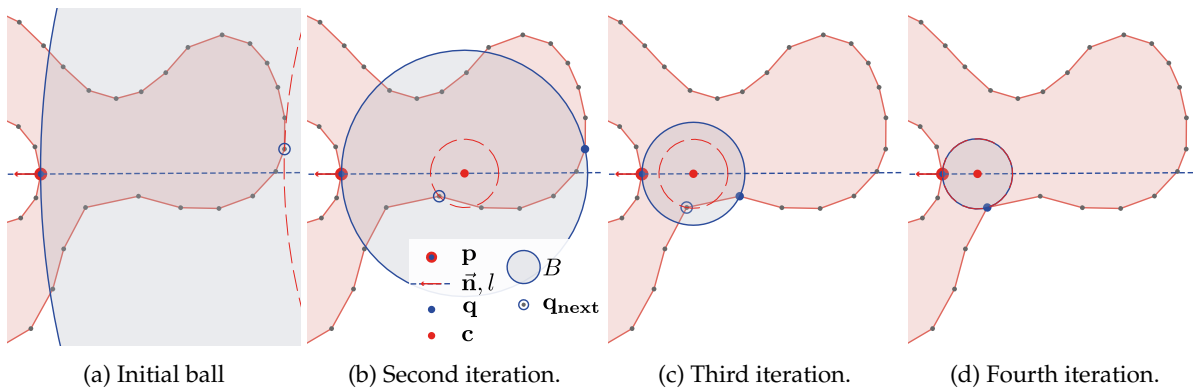 p
n⃗, l
q
c
B
q_next
(a) Initial ball
(b) Second iteration.
(c) Third iteration.
(d) Fourth iteration.